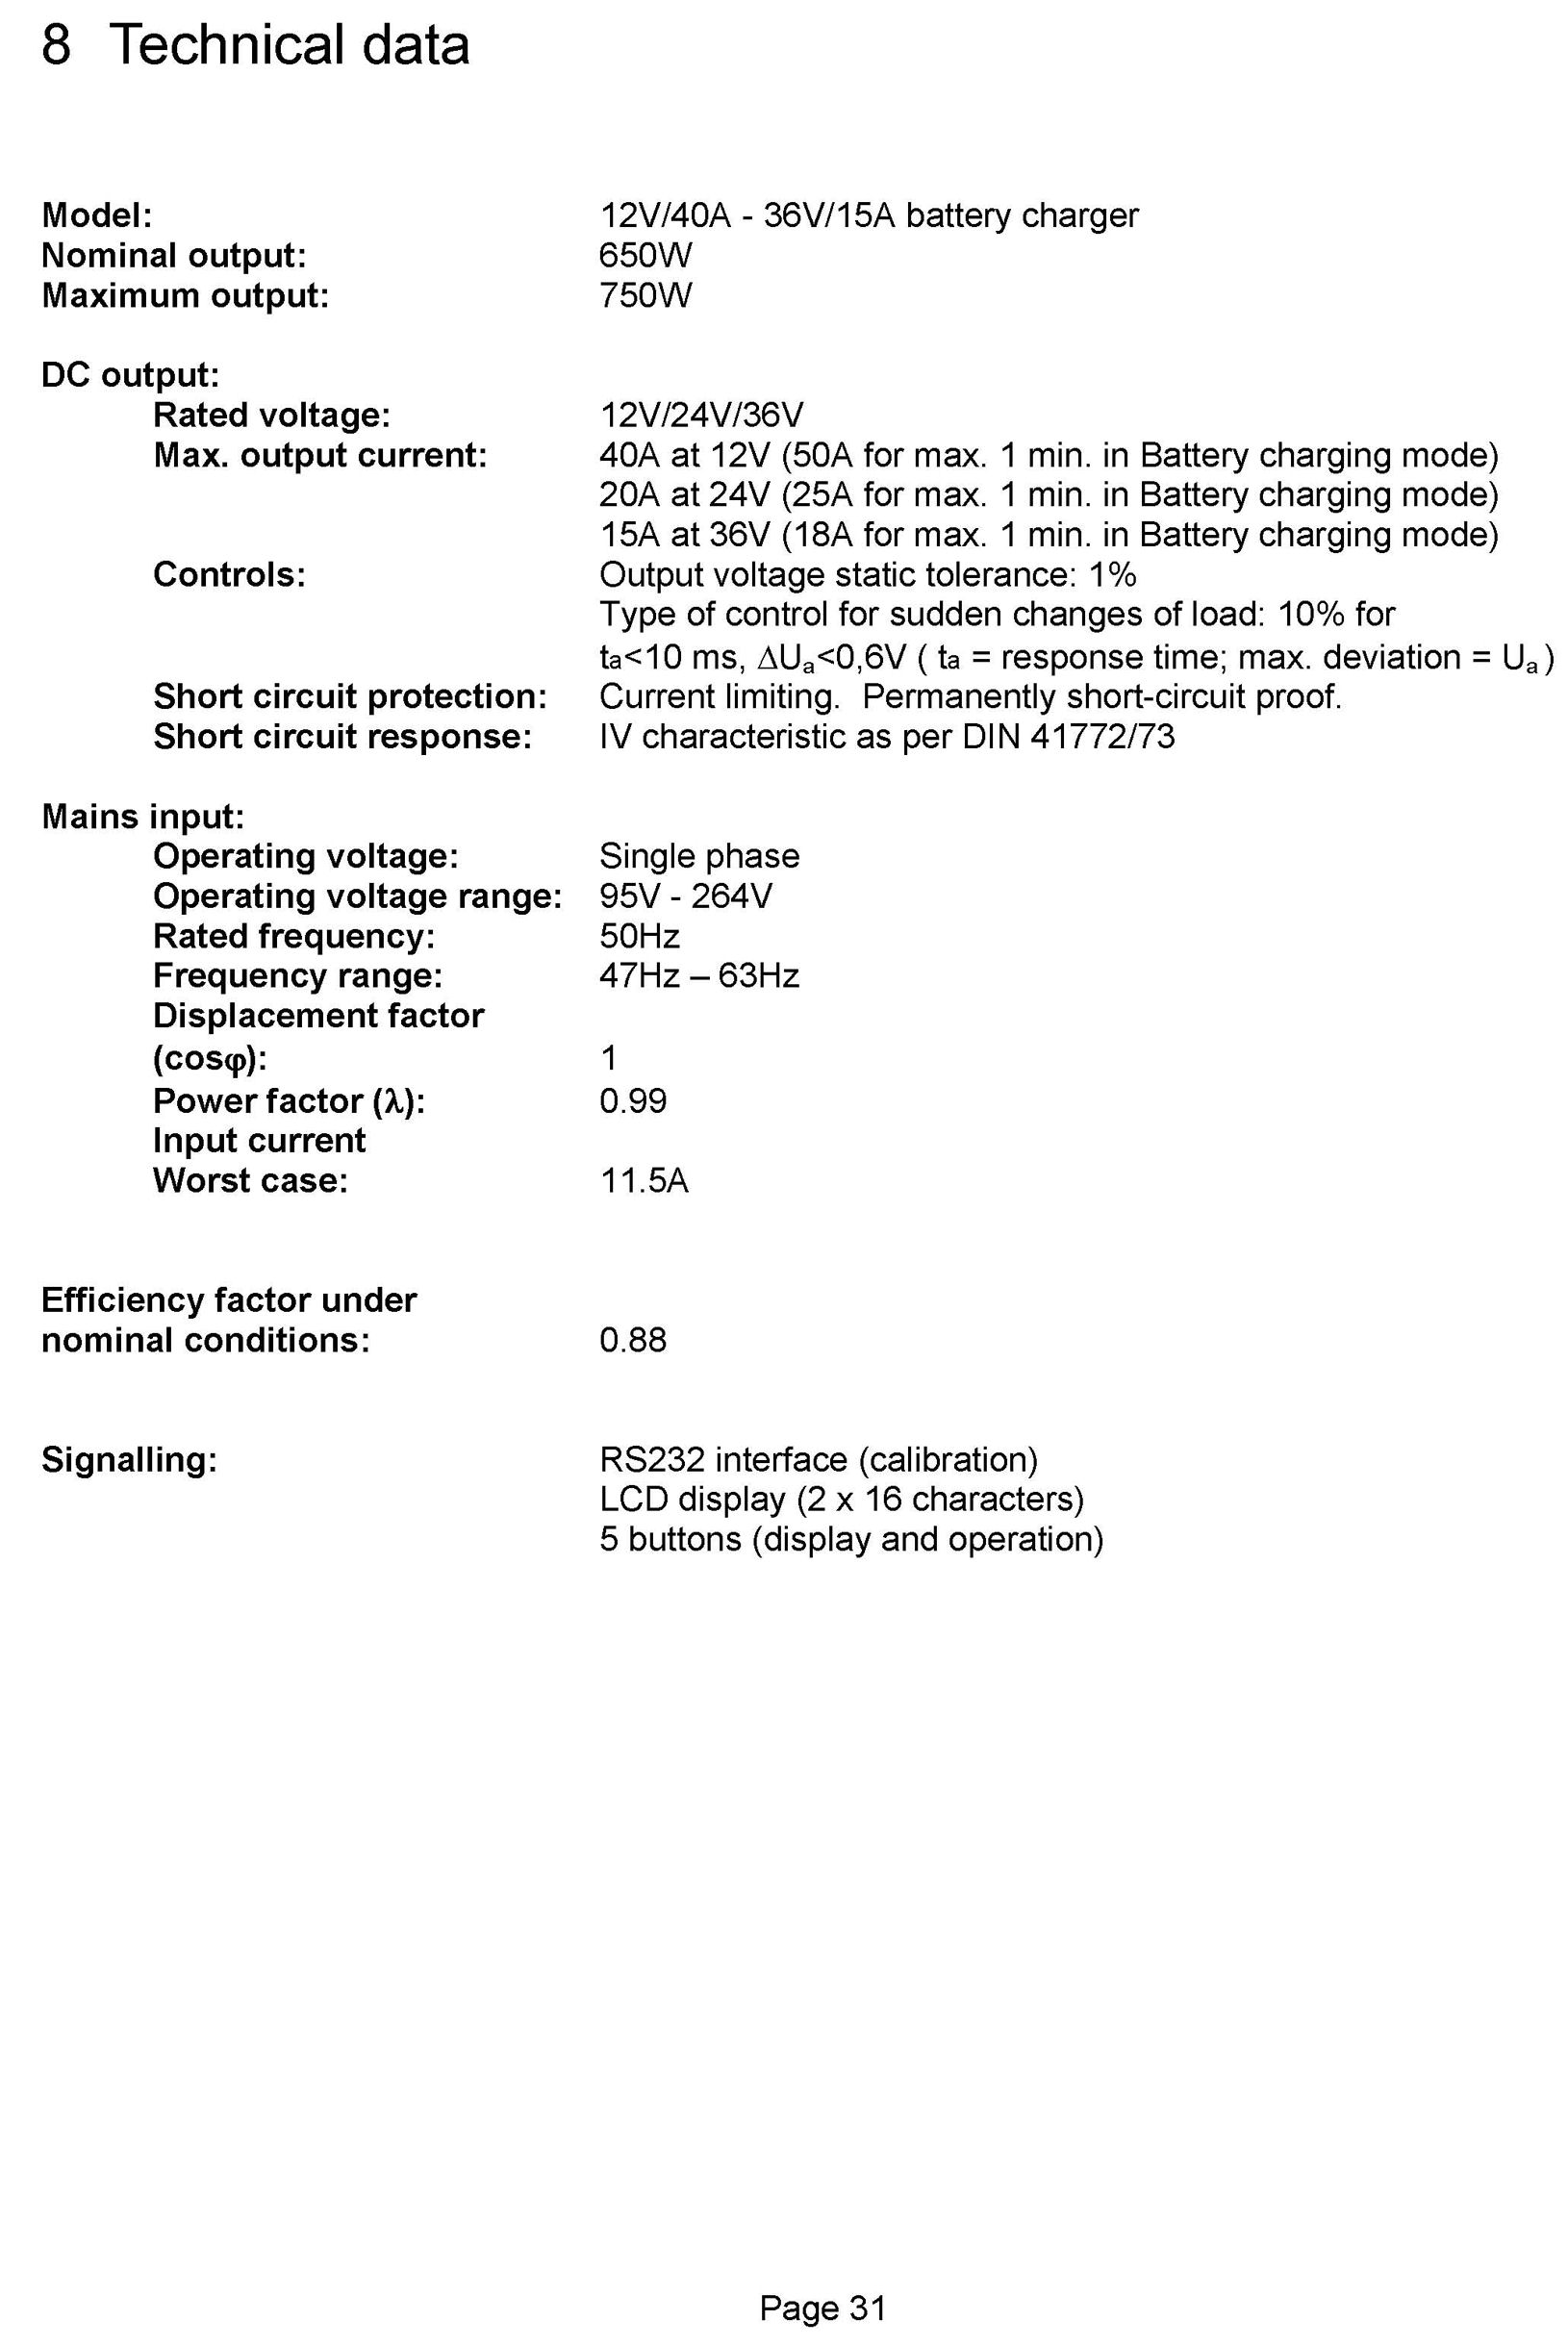 8 Technical data
Model: 12V/40A - 36V/15A battery charger
Nominal output: 650W
Maximum output: 750W
DC output:
Rated voltage: 12V/24V/36V
Max. output current: 40A at 12V (50A for max. 1 min. in Battery charging mode)
20A at 24V (25A for max. 1 min. in Battery charging mode)
15A at 36V (18A for max. 1 min. in Battery charging mode)
Controls: Output voltage static tolerance: 1%
Type of control for sudden changes of load: 10% for
ta<10 ms, ΔUa<0,6V ( ta = response time; max. deviation = Ua )
Short circuit protection: Current limiting. Permanently short-circuit proof.
Short circuit response: IV characteristic as per DIN 41772/73
Mains input:
Operating voltage: Single phase
Operating voltage range: 95V - 264V
Rated frequency: 50Hz
Frequency range: 47Hz – 63Hz
Displacement factor
(cosφ): 1
Power factor (λ): 0.99
Input current
Worst case: 11.5A
Efficiency factor under
nominal conditions: 0.88
Signalling: RS232 interface (calibration)
LCD display (2 x 16 characters)
5 buttons (display and operation)
Page 31